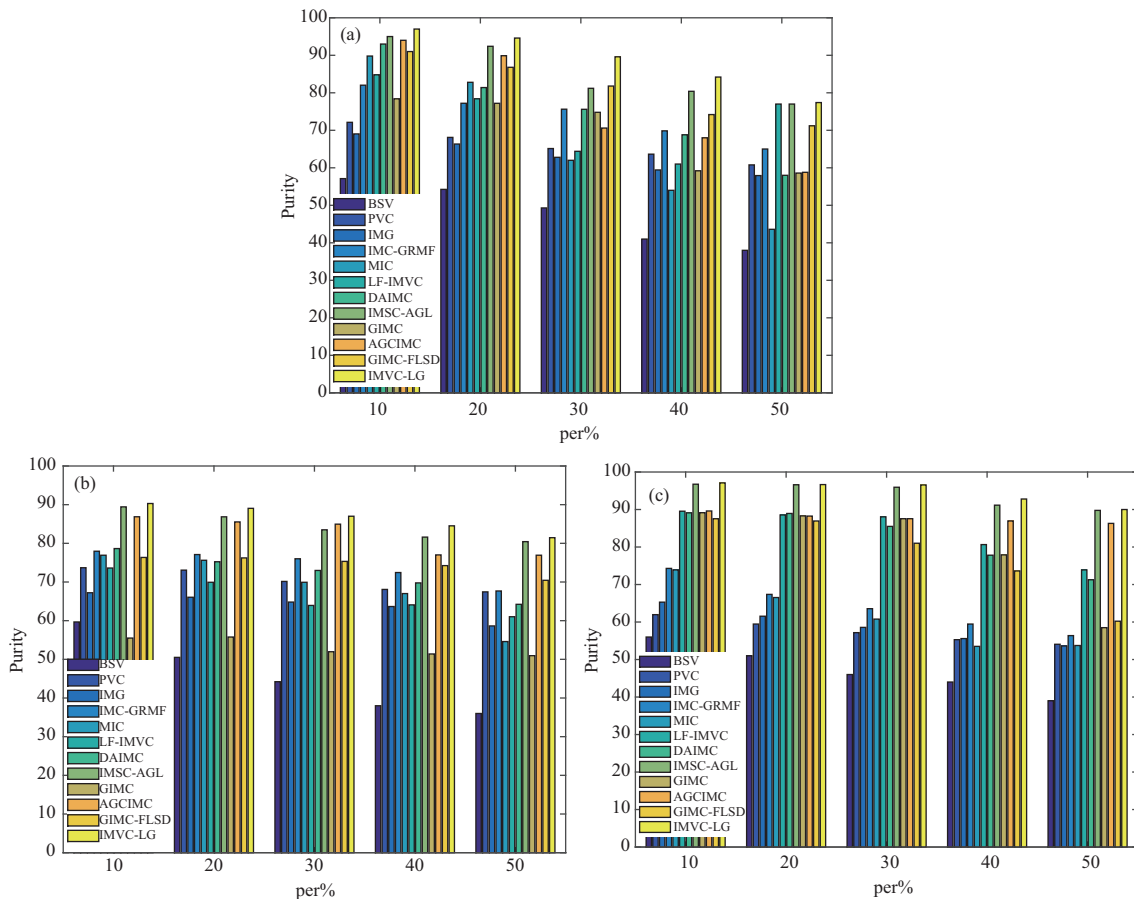 (a)
Purity
100
90
80
70
60
50
40
30
20
10
0
BSV
PVC
IMG
IMC-GRMF
MIC
LF-IMVC
DAIMC
IMSC-AGL
GIMC
AGCIMC
GIMC-FLSD
IMVC-LG
10 20 30 40 50
per%
(b)
Purity
100
90
80
70
60
50
40
30
20
10
0
BSV
PVC
IMG
IMC-GRMF
MIC
LF-IMVC
DAIMC
IMSC-AGL
GIMC
AGCIMC
GIMC-FLSD
IMVC-LG
10 20 30 40 50
per%
(c)
Purity
100
90
80
70
60
50
40
30
20
10
0
BSV
PVC
IMG
IMC-GRMF
MIC
LF-IMVC
DAIMC
IMSC-AGL
GIMC
AGCIMC
GIMC-FLSD
IMVC-LG
10 20 30 40 50
per%